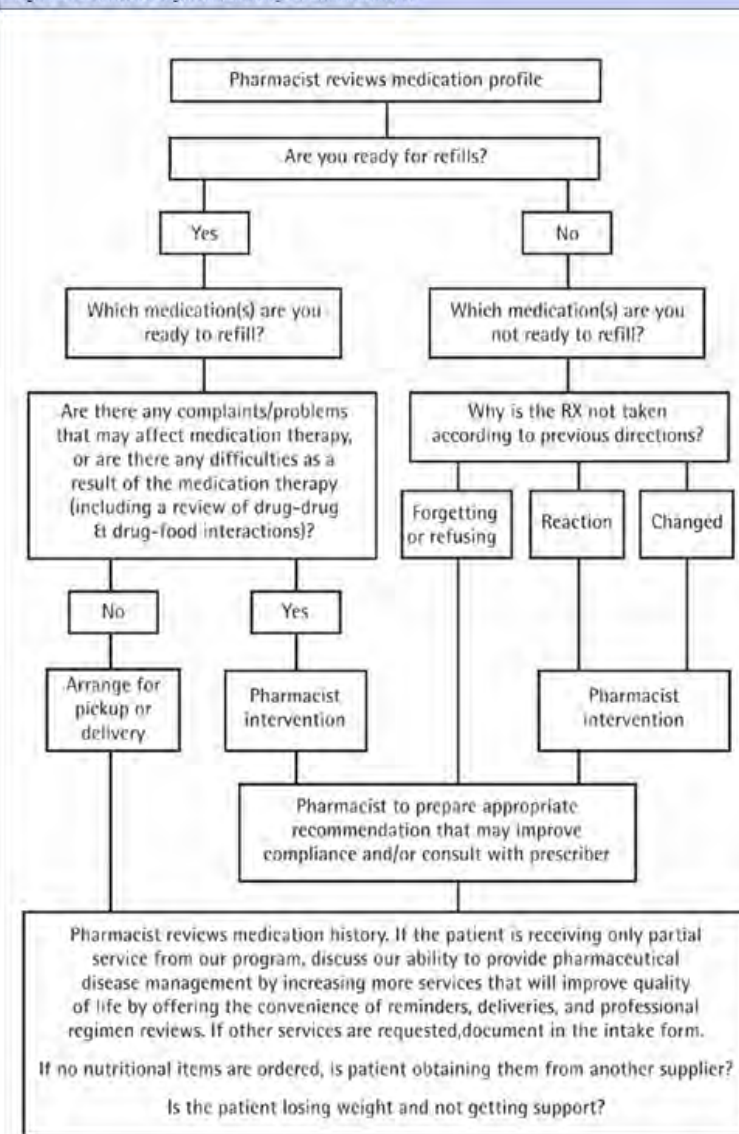 Pharmacist reviews medication profile
Are you ready for refills?
Yes
No
Which medication(s) are you
ready to refill?
Which medication(s) are you
not ready to refill?
Are there any complaints/problems
that may affect medication therapy,
or are there any difficulties as a
result of the medication therapy
(including a review of drug-drug
& drug-food interactions)?
Why is the RX not taken
according to previous directions?
Forgetting
or refusing
Reaction
Changed
No
Yes
Arrange for
pickup or
delivery
Pharmacist
intervention
Pharmacist
intervention
Pharmacist to prepare appropriate
recommendation that may improve
compliance and/or consult with prescriber
Pharmacist reviews medication history. If the patient is receiving only partial
service from our program, discuss our ability to provide pharmaceutical
disease management by increasing more services that will improve quality
of life by offering the convenience of reminders, deliveries, and professional
regimen reviews. If other services are requested,document in the intake form.
If no nutritional items are ordered, is patient obtaining them from another supplier?
Is the patient losing weight and not getting support?